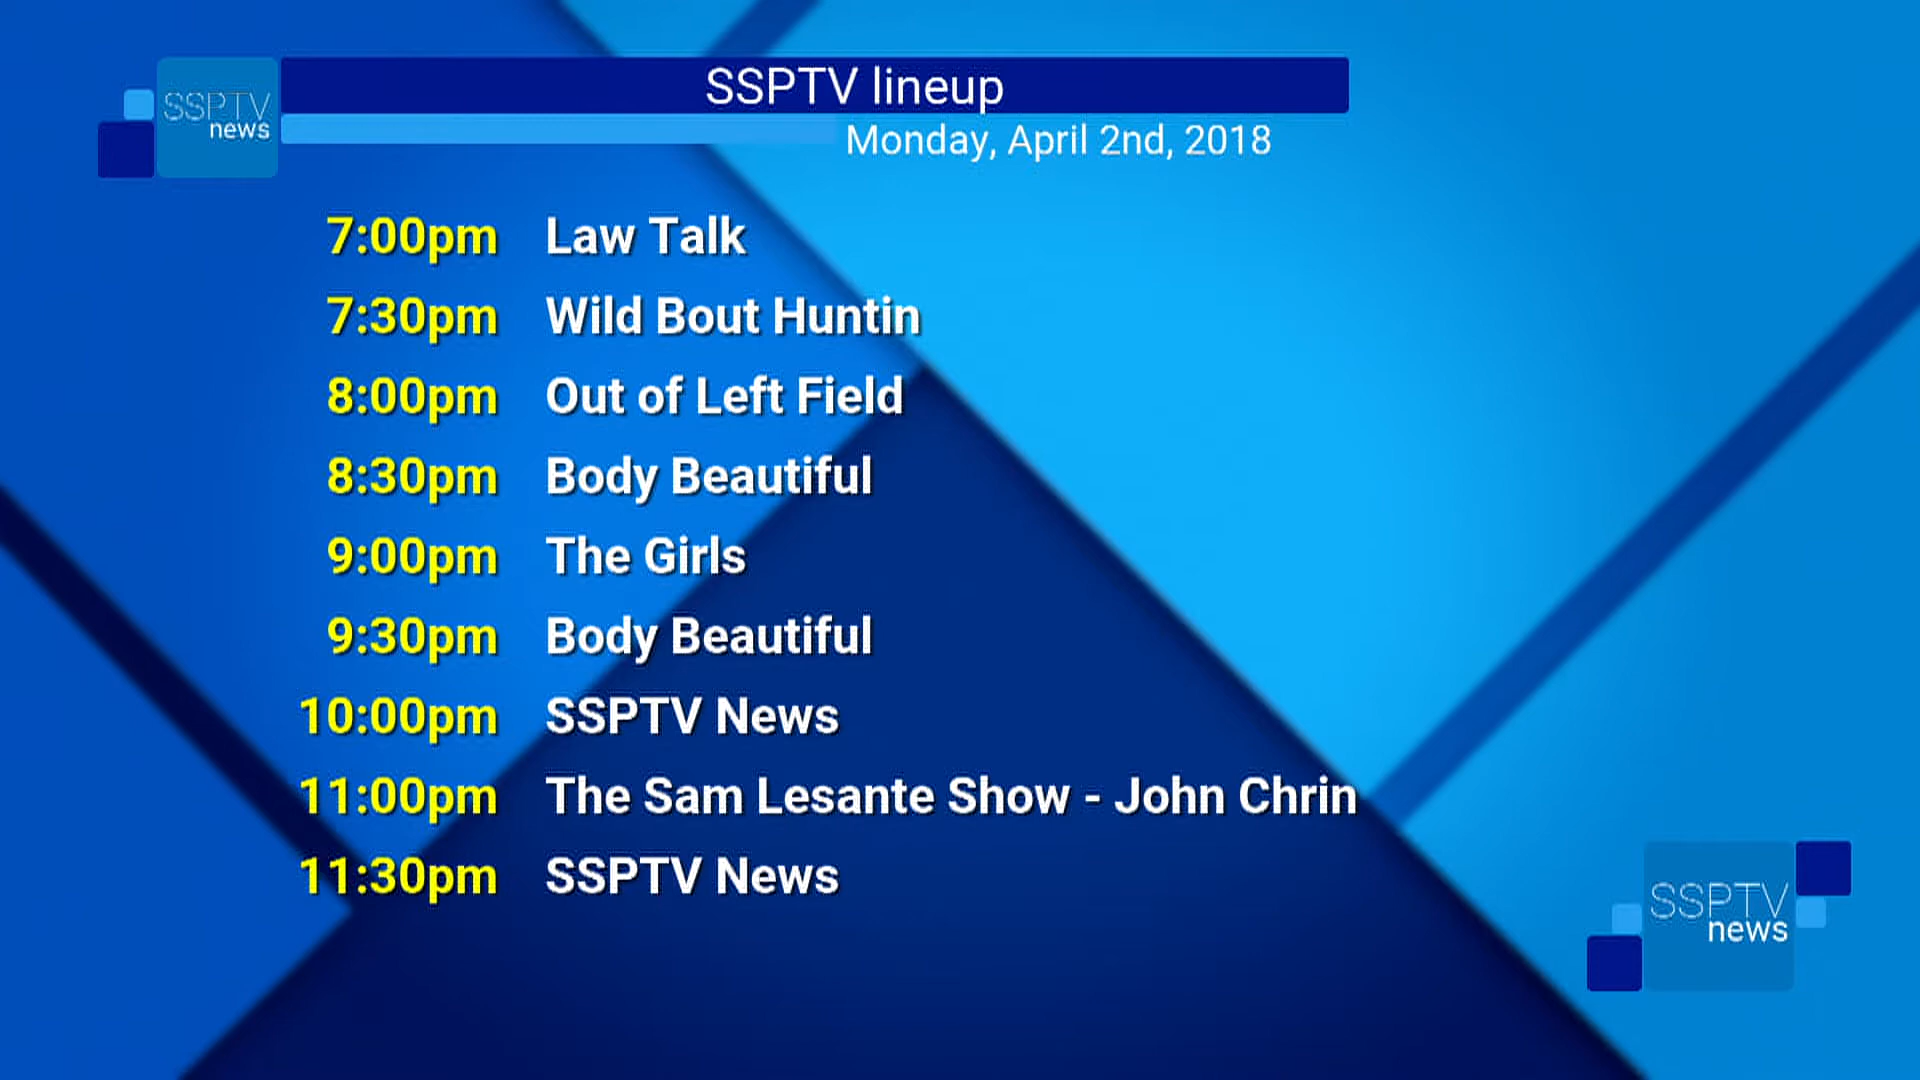 SSPTV
news
SSPTV lineup
Monday, April 2nd, 2018
7:00pm Law Talk
7:30pm Wild Bout Huntin
8:00pm Out of Left Field
8:30pm Body Beautiful
9:00pm The Girls
9:30pm Body Beautiful
10:00pm SSPTV News
11:00pm The Sam Lesante Show - John Chrin
11:30pm SSPTV News
SSPTV
news